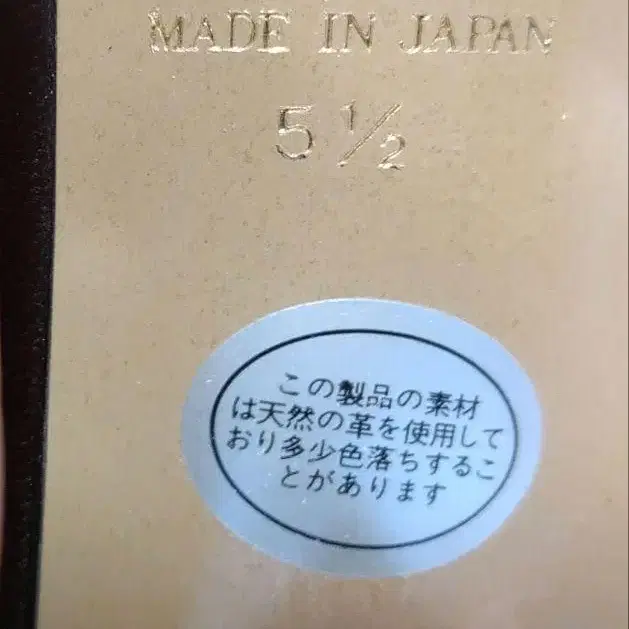 MADE IN JAPAN
5 1/2
この製品の素材
は天然の革を使用して
おり多少色落ちするこ
とがあります